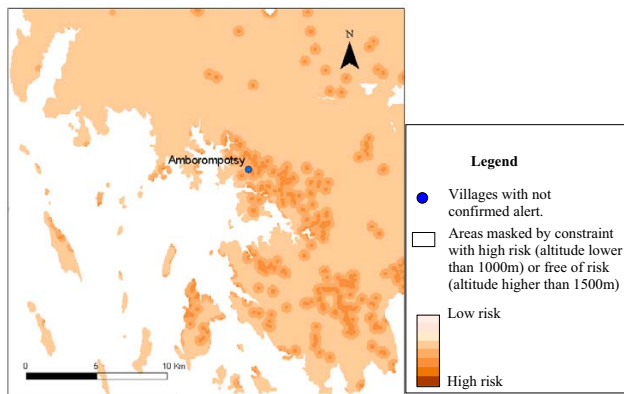 N
Amborompotsy
0 5 10 Km
Legend
Villages with not
confirmed alert.
Areas masked by constraint
with high risk (altitude lower
than 1000m) or free of risk
(altitude higher than 1500m)
Low risk
High risk